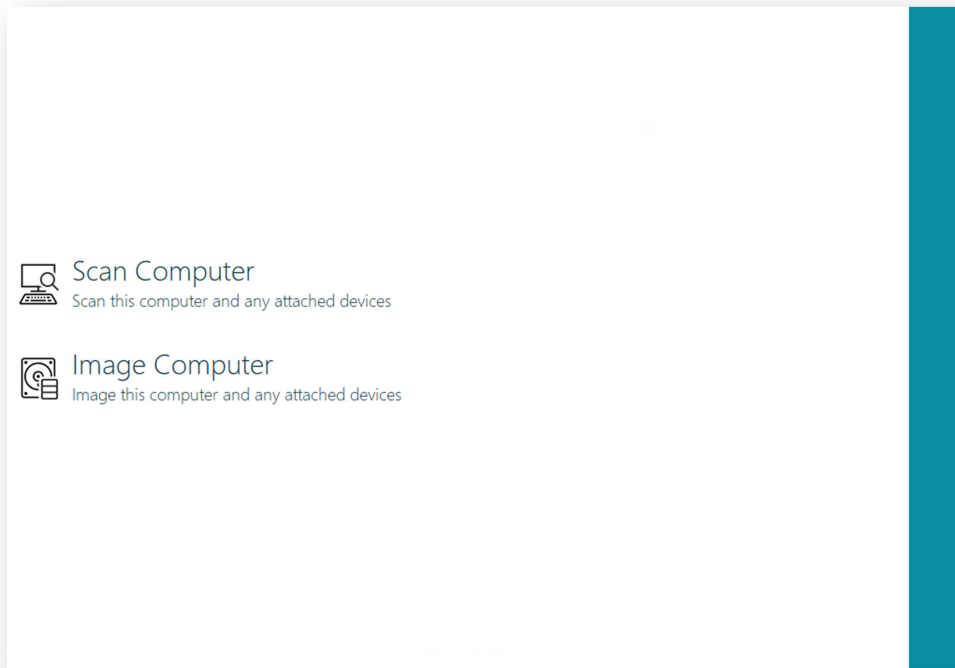 Scan Computer
Scan this computer and any attached devices
Image Computer
Image this computer and any attached devices